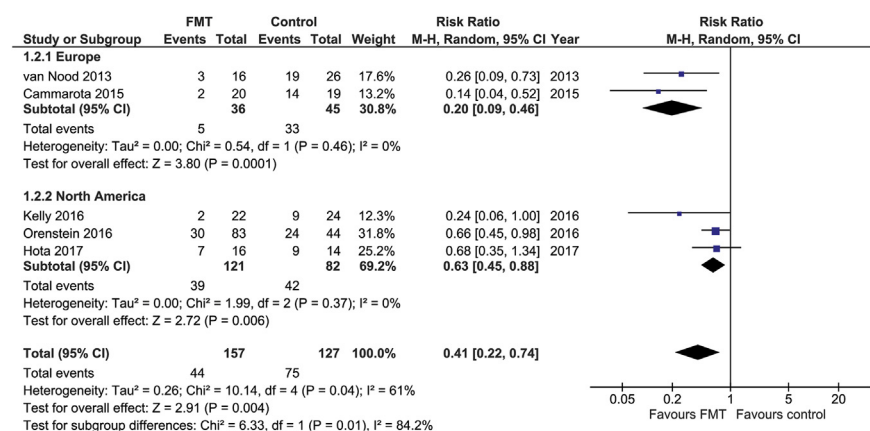 FMT Control Risk Ratio Risk Ratio
Study or Subgroup Events Total Events Total Weight M-H, Random, 95% CI Year M-H, Random, 95% CI
1.2.1 Europe
van Nood 2013 3 16 19 26 17.6% 0.26 [0.09, 0.73] 2013
Cammarota 2015 2 20 14 19 13.2% 0.14 [0.04, 0.52] 2015
Subtotal (95% CI) 36 45 30.8% 0.20 [0.09, 0.46]
Total events 5 33
Heterogeneity: Tau² = 0.00; Chi² = 0.54, df = 1 (P = 0.46); I² = 0%
Test for overall effect: Z = 3.80 (P = 0.0001)
1.2.2 North America
Kelly 2016 2 22 9 24 12.3% 0.24 [0.06, 1.00] 2016
Orenstein 2016 30 83 24 44 31.8% 0.66 [0.45, 0.98] 2016
Hota 2017 7 16 9 14 25.2% 0.68 [0.35, 1.34] 2017
Subtotal (95% CI) 121 82 69.2% 0.63 [0.45, 0.88]
Total events 39 42
Heterogeneity: Tau² = 0.00; Chi² = 1.99, df = 2 (P = 0.37); I² = 0%
Test for overall effect: Z = 2.72 (P = 0.006)
Total (95% CI) 157 127 100.0% 0.41 [0.22, 0.74]
Total events 44 75
Heterogeneity: Tau² = 0.26; Chi² = 10.14, df = 4 (P = 0.04); I² = 61%
Test for overall effect: Z = 2.91 (P = 0.004)
Test for subgroup differences: Chi² = 6.33, df = 1 (P = 0.01), I² = 84.2%
0.05 0.2 1 5 20
Favours FMT Favours control